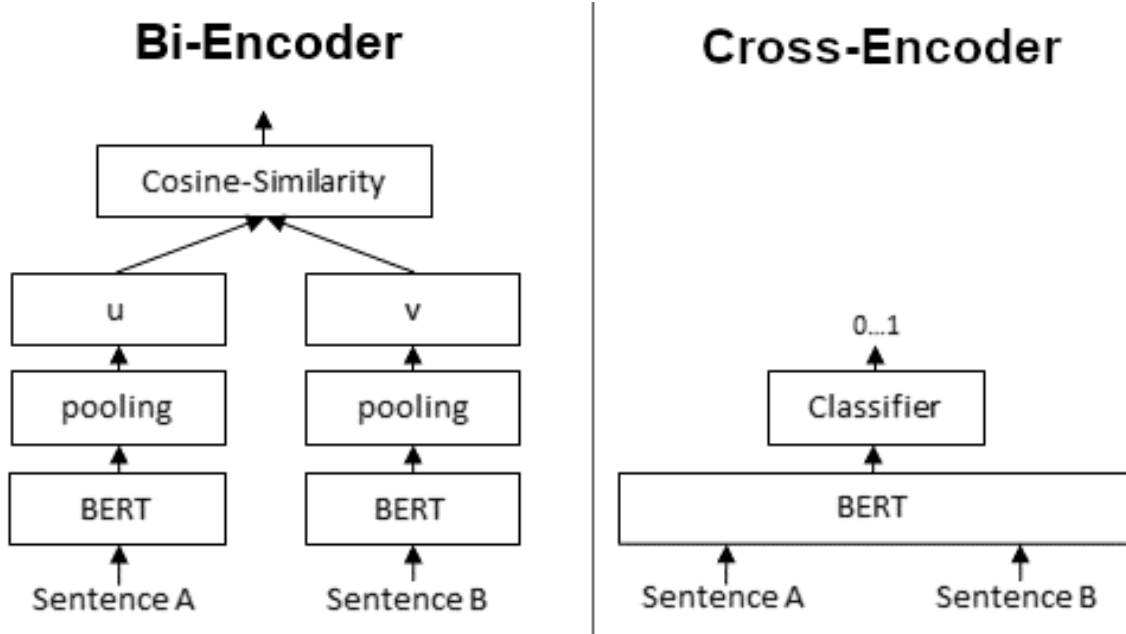 Bi-Encoder
Cosine-Similarity
u
v
pooling
pooling
BERT
BERT
Sentence A
Sentence B
Cross-Encoder
0...1
Classifier
BERT
Sentence A
Sentence B